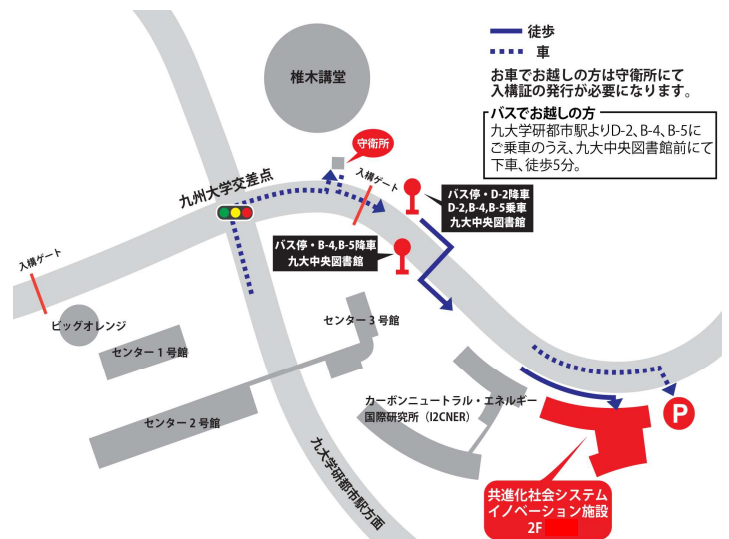 徒歩
車
お車でお越しの方は守衛所にて
入構証の発行が必要になります。
バスでお越しの方
九大学研都市駅よりD-2、B-4、B-5に
ご乗車のうえ、九大中央図書館前にて
下車、徒歩5分。
椎木講堂
守衛所
入構ゲート
九州大学交差点
バス停・D-2降車
D-2,B-4,B-5乗車
九大中央図書館
バス停・B-4,B-5降車
九大中央図書館
入構ゲート
ビッグオレンジ
センター1号館
センター3号館
センター2号館
カーボンニュートラル・エネルギー
国際研究所（I2CNER）
九大学研都市駅方面
P
共進化社会システム
イノベーション施設
2F